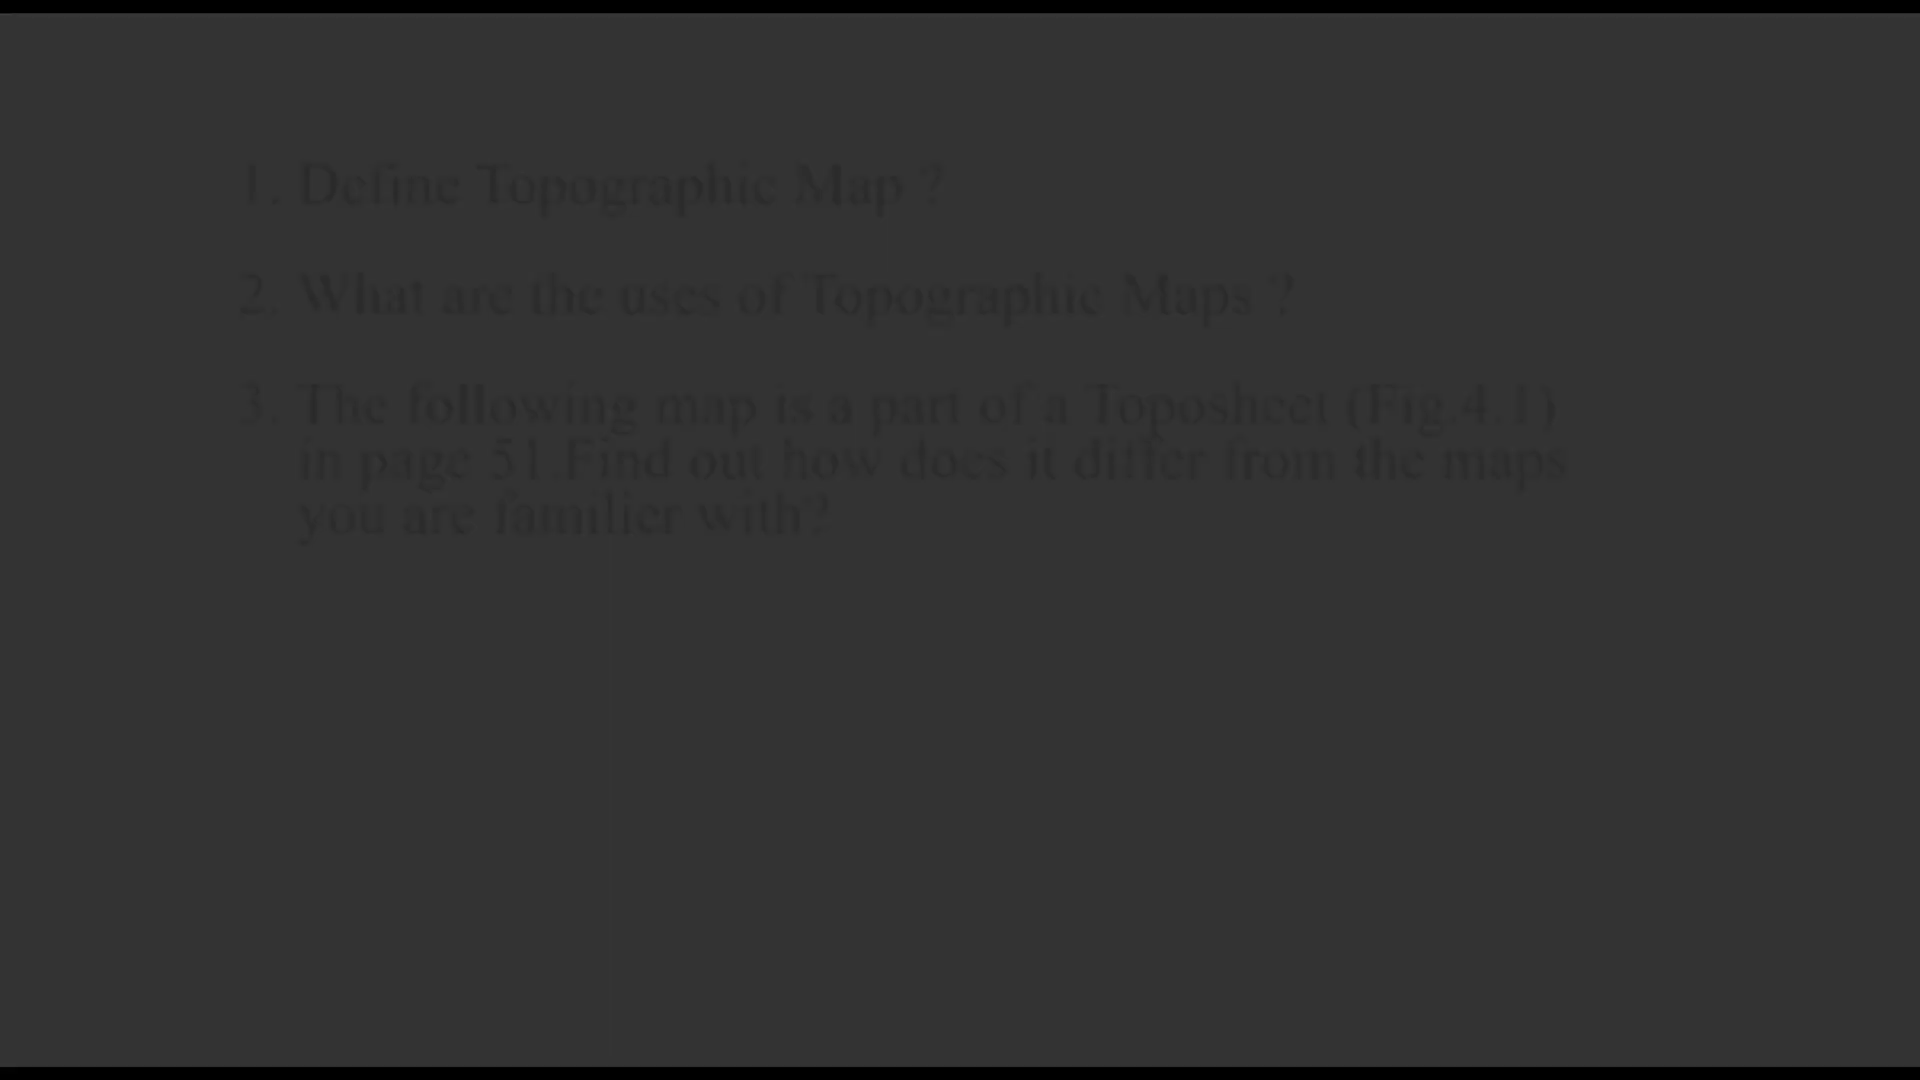 1. Define Topographic Map ?
2. What are the uses of Topographic Maps ?
3. The following map is a part of a Toposheet (Fig.4.1)
in page 51.Find out how does it differ from the maps
you are familier with?